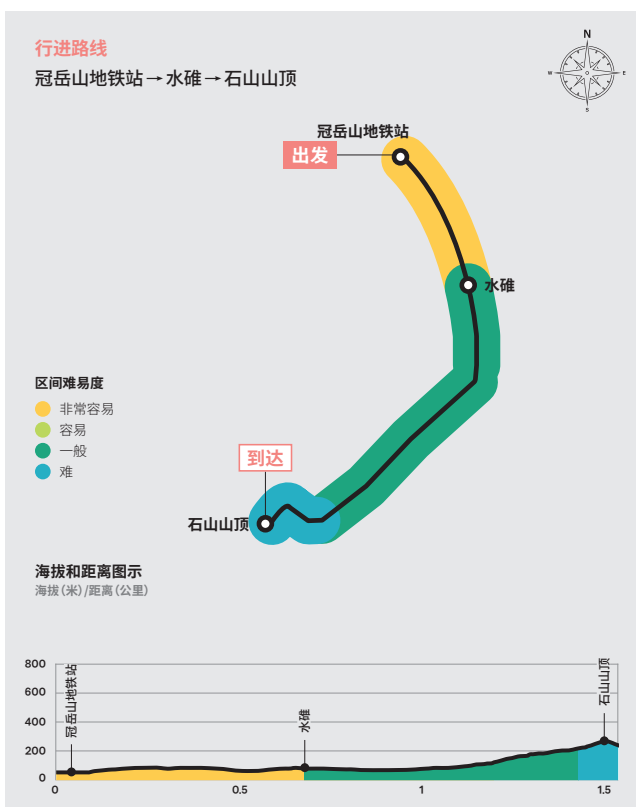 行进路线
冠岳山地铁站→水碓→石山山顶
N
W
O
E
S
冠岳山地铁站
出发
水碓
区间难易度
非常容易
容易
一般
难
到达
石山山顶
海拔和距离图示
海拔(米)/距离(公里)
800
600
400
200
0
冠岳山地铁站
水碓
石山山顶
0
0.5
1
1.5